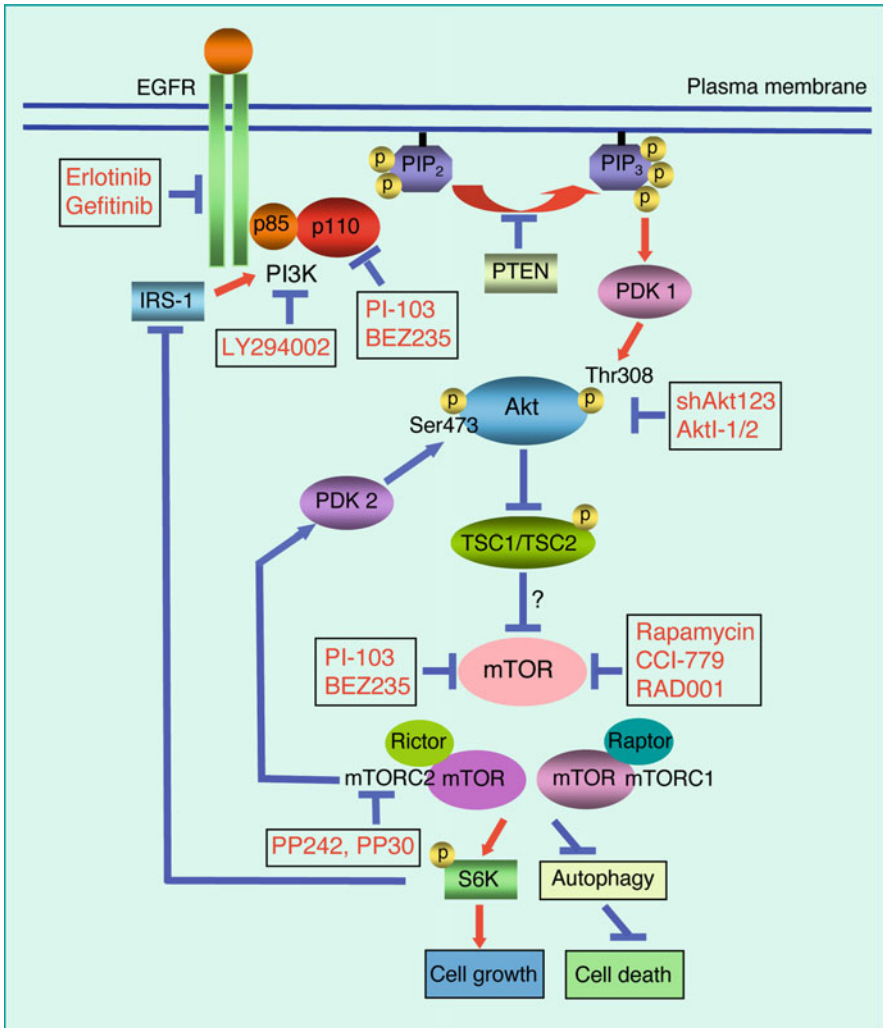 EGFR
Plasma membrane
p
p
PIP2
PIP3
p
p
p
Erlotinib
Gefitinib
p85
p110
PI3K
PTEN
PDK 1
IRS-1
PI-103
BEZ235
LY294002
Thr308
p
Akt
p
Ser473
shAkt123
AktI-1/2
PDK 2
p
TSC1/TSC2
?
PI-103
BEZ235
mTOR
Rapamycin
CCI-779
RAD001
Rictor
Raptor
mTORC2
mTOR
mTOR
mTORC1
PP242, PP30
p
S6K
Autophagy
Cell growth
Cell death